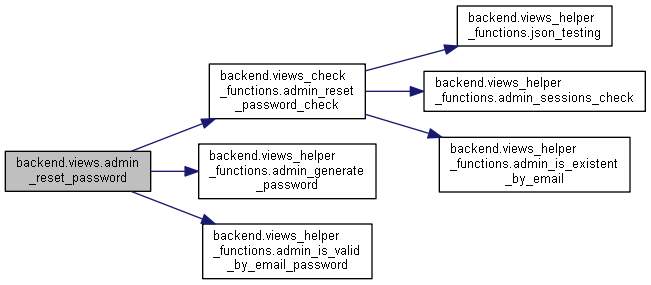 backend.views.admin
_reset_password
backend.views_check
_functions.admin_reset
_password_check
backend.views_helper
_functions.json_testing
backend.views_helper
_functions.admin_sessions_check
backend.views_helper
_functions.admin_is_existent
_by_email
backend.views_helper
_functions.admin_generate
_password
backend.views_helper
_functions.admin_is_valid
_by_email_password